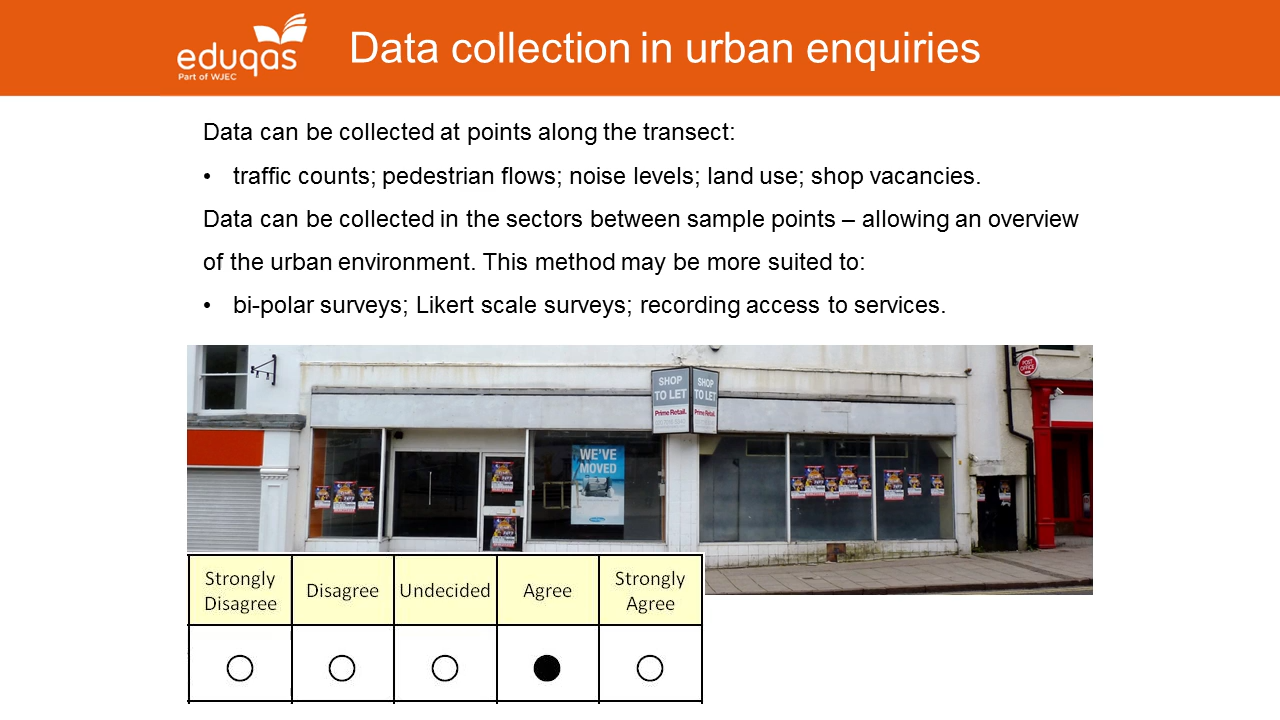 eduqas
Part of WJEC
Data collection in urban enquiries
Data can be collected at points along the transect:
• traffic counts; pedestrian flows; noise levels; land use; shop vacancies.
Data can be collected in the sectors between sample points – allowing an overview
of the urban environment. This method may be more suited to:
• bi-polar surveys; Likert scale surveys; recording access to services.
POST
OFFICE
SHOP
TO LET
Prime Retail.
SHOP
TO LET
Prime Retail.
WE'VE
MOVED
Strongly
Disagree
Disagree
Undecided
Agree
Strongly
Agree